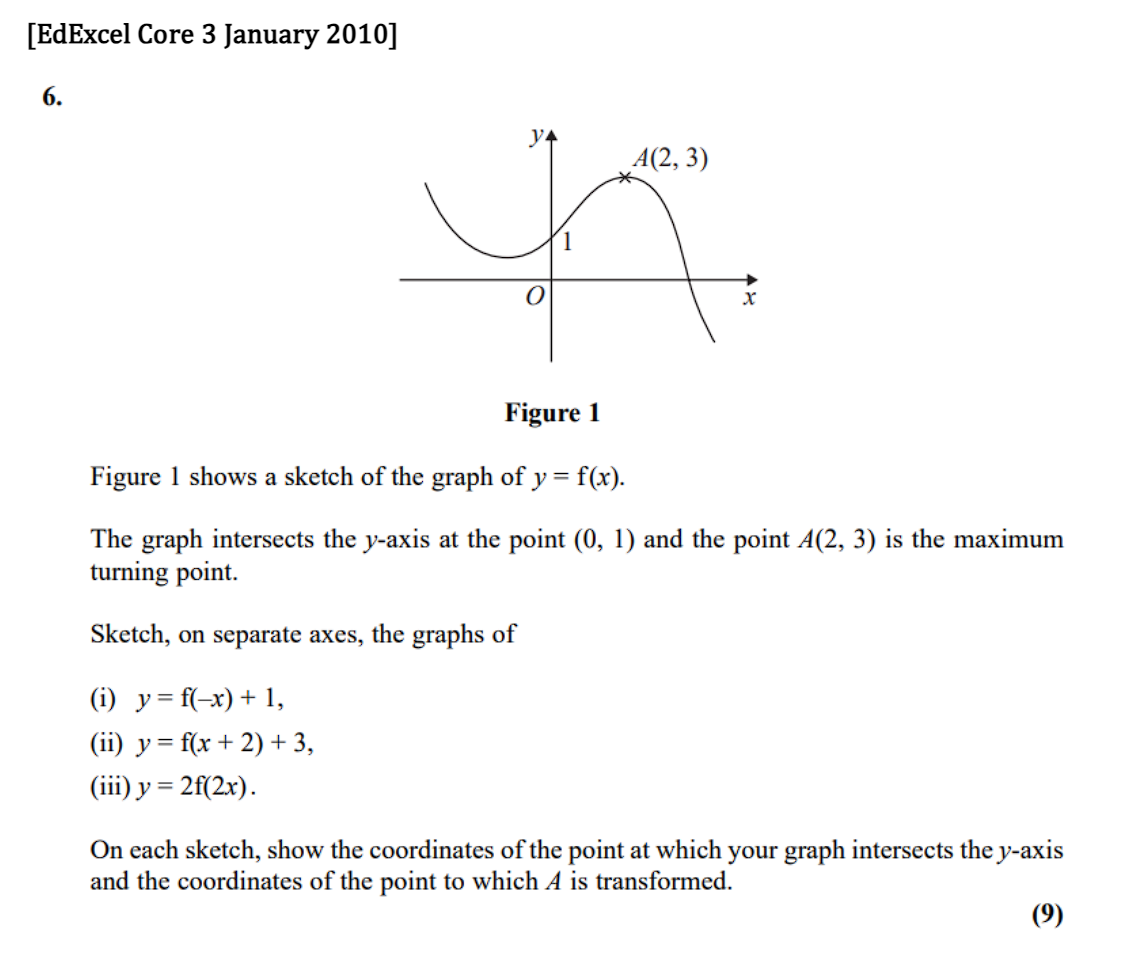 [EdExcel Core 3 January 2010]
6.
y
A(2, 3)
1
O
x
Figure 1
Figure 1 shows a sketch of the graph of y = f(x).
The graph intersects the y-axis at the point (0, 1) and the point A(2, 3) is the maximum
turning point.
Sketch, on separate axes, the graphs of
(i) y = f(–x) + 1,
(ii) y = f(x + 2) + 3,
(iii) y = 2f(2x).
On each sketch, show the coordinates of the point at which your graph intersects the y-axis
and the coordinates of the point to which A is transformed.
(9)